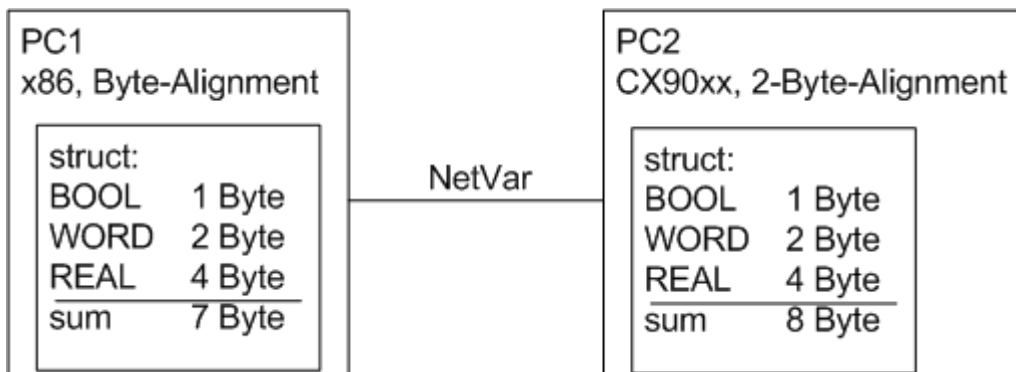 PC1
x86, Byte-Alignment
struct:
BOOL 1 Byte
WORD 2 Byte
REAL 4 Byte
sum 7 Byte
NetVar
PC2
CX90xx, 2-Byte-Alignment
struct:
BOOL 1 Byte
WORD 2 Byte
REAL 4 Byte
sum 8 Byte